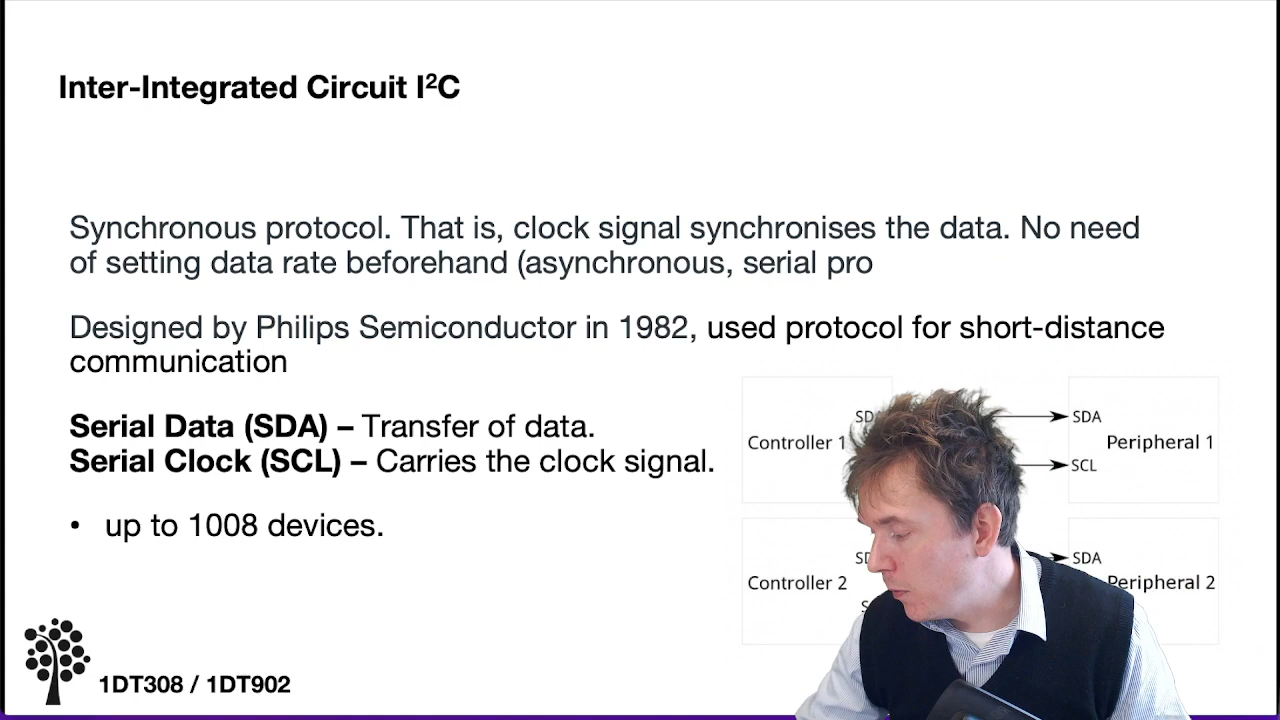 Inter-Integrated Circuit I²C
Synchronous protocol. That is, clock signal synchronises the data. No need
of setting data rate beforehand (asynchronous, serial pro
Designed by Philips Semiconductor in 1982, used protocol for short-distance
communication
Serial Data (SDA) – Transfer of data.
Serial Clock (SCL) – Carries the clock signal.
• up to 1008 devices.
SDA
Controller 1
Peripheral 1
SCL
SDA
Controller 2
Peripheral 2
1DT308 / 1DT902